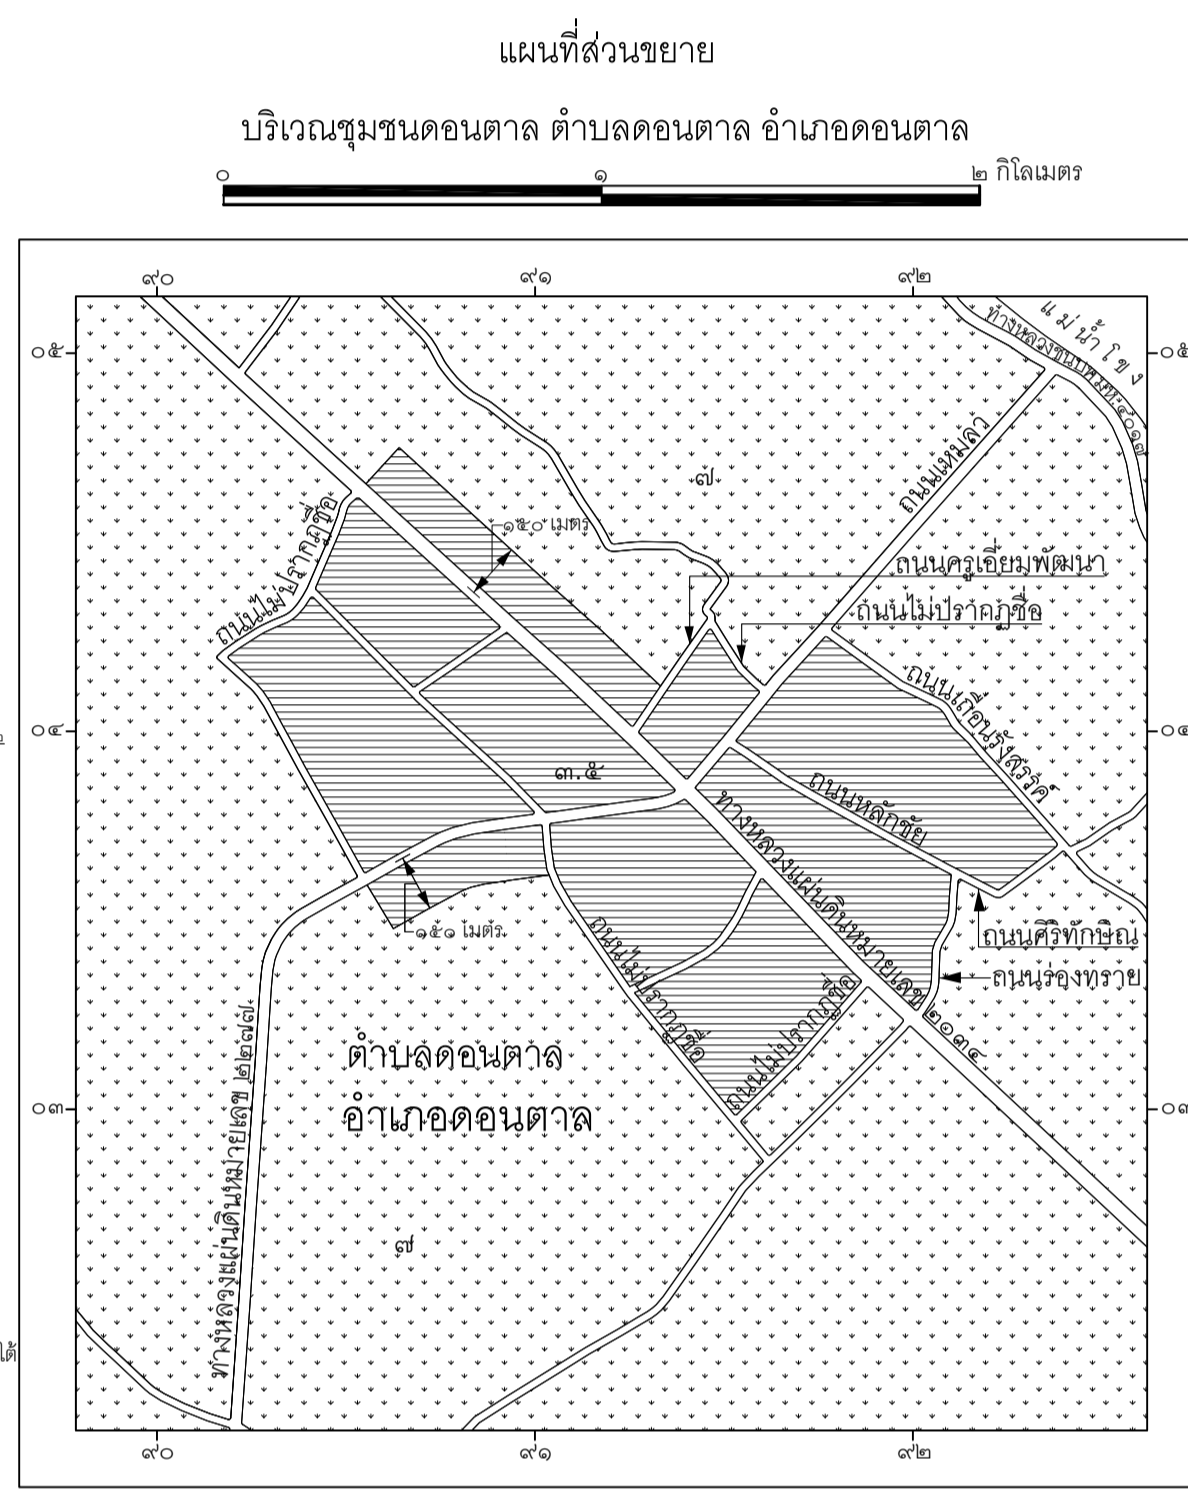 แผนที่ส่วนขยาย
บริเวณชุมชนดอนตาล ตำบลดอนตาล อำเภอดอนตาล
๐ ๑ ๒ กิโลเมตร
๙๐ ๙๑ ๙๒
แม่น้ำโขง
๐๕ ๐๕
ถนนเหมลา
๗
ถนนไม่ปรากฏชื่อ
๑๕๐ เมตร
ถนนครูเอี่ยมพัฒนา
ถนนไม่ปรากฏชื่อ
ถนนเถื่อนรังสรรค์
๐๔ ๐๔
๓.๕
ถนนหลักชัย
ทางหลวงแผ่นดินหมายเลข ๒๐๓๔
๑๕๑ เมตร
ถนนศิริทักษิณ
ถนนร่องทราย
ถนนไม่ปรากฏชื่อ
ถนนไม่ปรากฏชื่อ
ตำบลดอนตาล
อำเภอดอนตาล
๐๓ ๐๓
ทางหลวงแผ่นดินหมายเลข ๒๒๗๗
๗
ใต้
๙๐ ๙๑ ๙๒